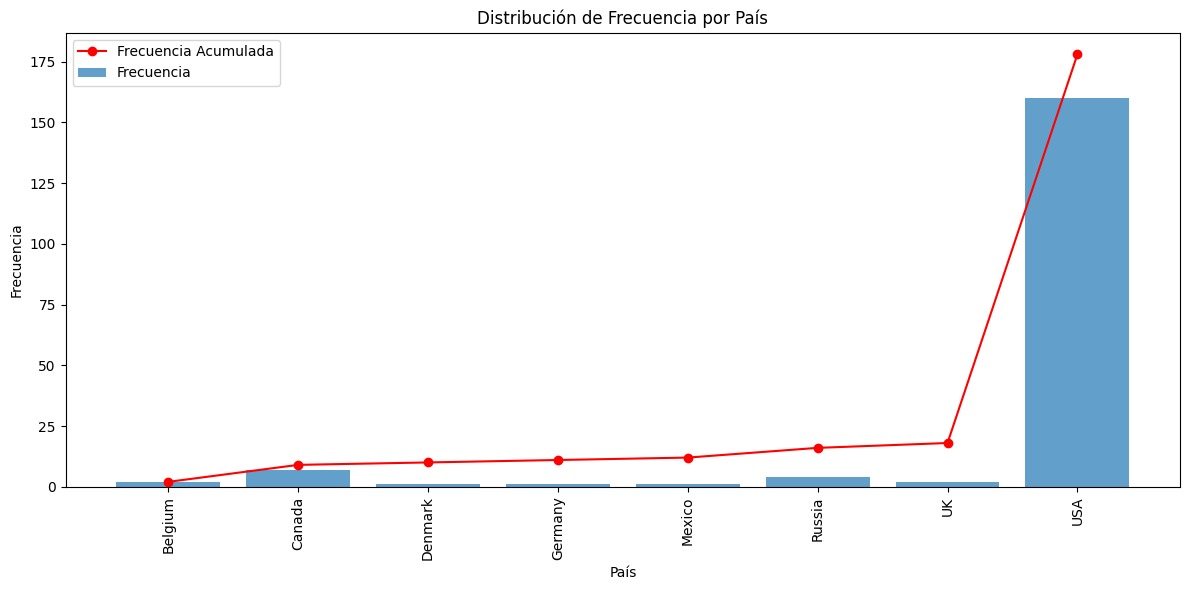 Distribución de Frecuencia por País
Frecuencia Acumulada
Frecuencia
175
150
125
100
75
50
25
0
Frecuencia
Belgium
Canada
Denmark
Germany
Mexico
Russia
UK
USA
País